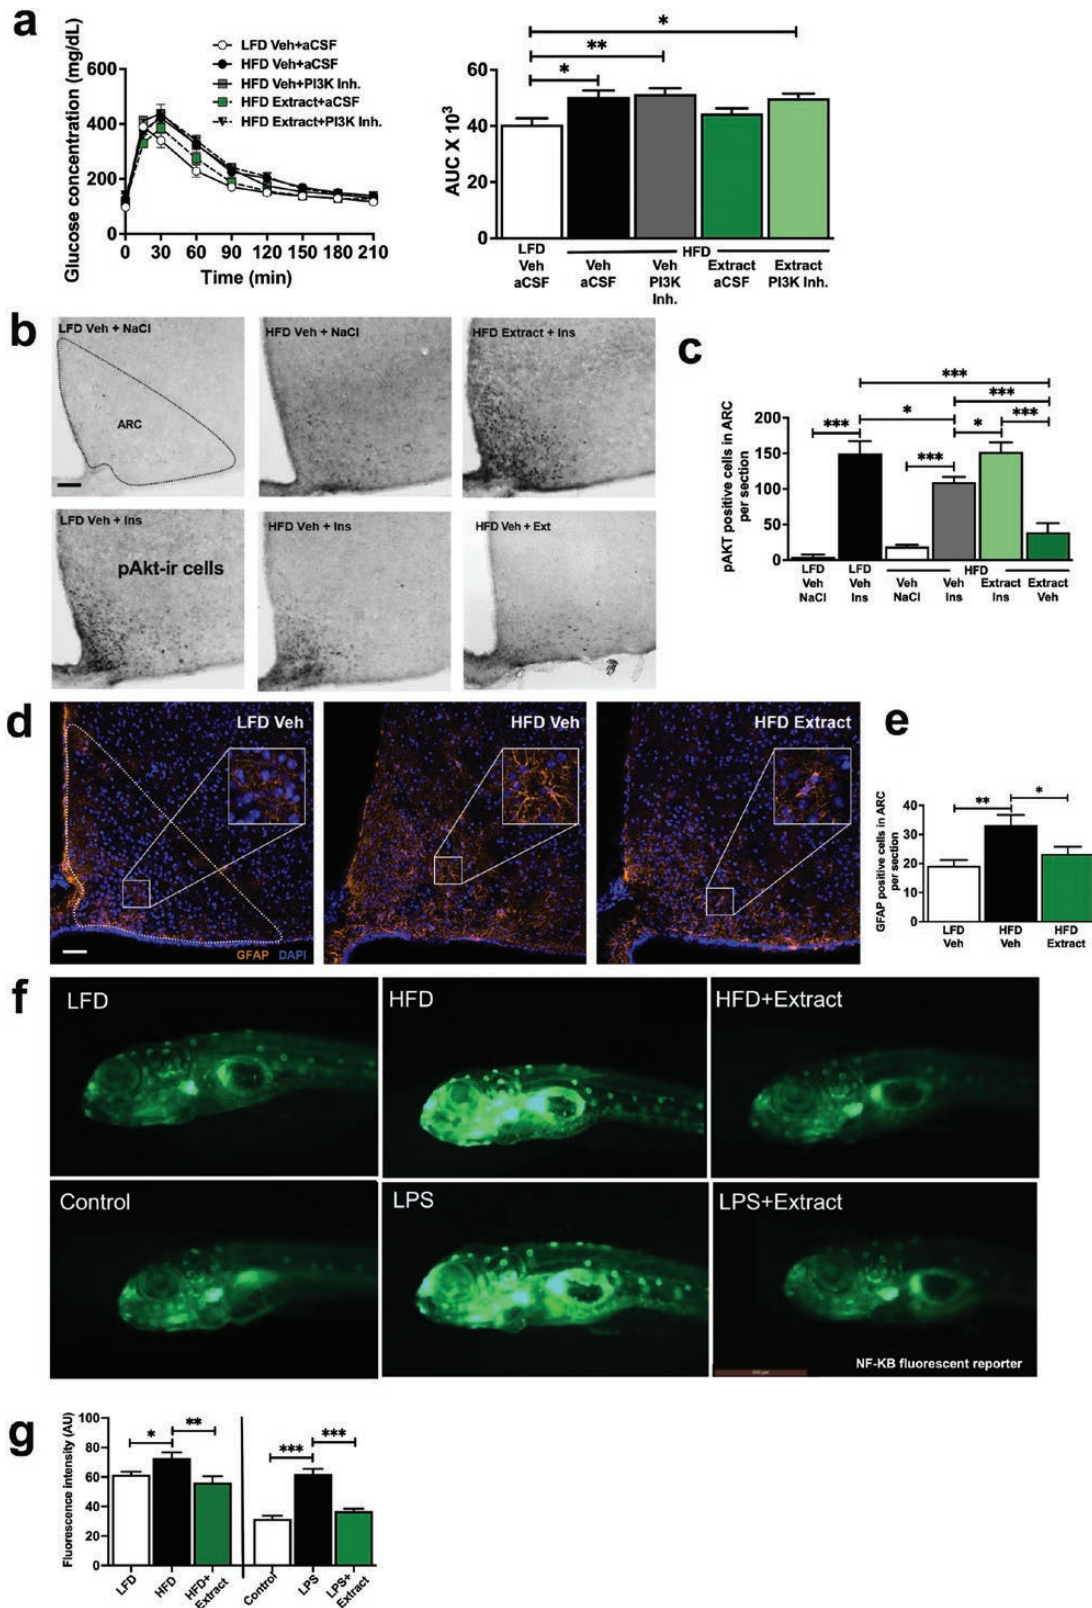 a
Glucose concentration (mg/dL)
600
400
200
0
0 30 60 90 120 150 180 210
Time (min)
LFD Veh+aCSF
HFD Veh+aCSF
HFD Veh+PI3K Inh.
HFD Extract+aCSF
HFD Extract+PI3K Inh.
AUC X 10³
60
40
20
0
*
**
*
LFD
Veh
aCSF
HFD
Veh
aCSF
Veh
PI3K
Inh.
Extract
aCSF
Extract
PI3K Inh.
b
LFD Veh + NaCl
ARC
HFD Veh + NaCl
HFD Extract + Ins
LFD Veh + Ins
pAkt-ir cells
HFD Veh + Ins
HFD Veh + Ext
c
pAKT positive cells in ARC
per section
200
150
100
50
0
***
***
* * ***
*** ***
LFD
Veh
NaCl
LFD
Veh
Ins
HFD
Veh
NaCl
Veh
Ins
Extract
Ins
Extract
Veh
d
LFD Veh
GFAP DAPI
HFD Veh
HFD Extract
e
GFAP positive cells in ARC
per section
40
30
20
10
0
** *
LFD
Veh
HFD
Veh
HFD
Extract
f
LFD
HFD
HFD+Extract
Control
LPS
LPS+Extract
NF-KB fluorescent reporter
g
Fluorescence intensity (AU)
100
80
60
40
20
0
* **
*** ***
LFD
HFD
HFD+
Extract
Control
LPS
LPS+
Extract